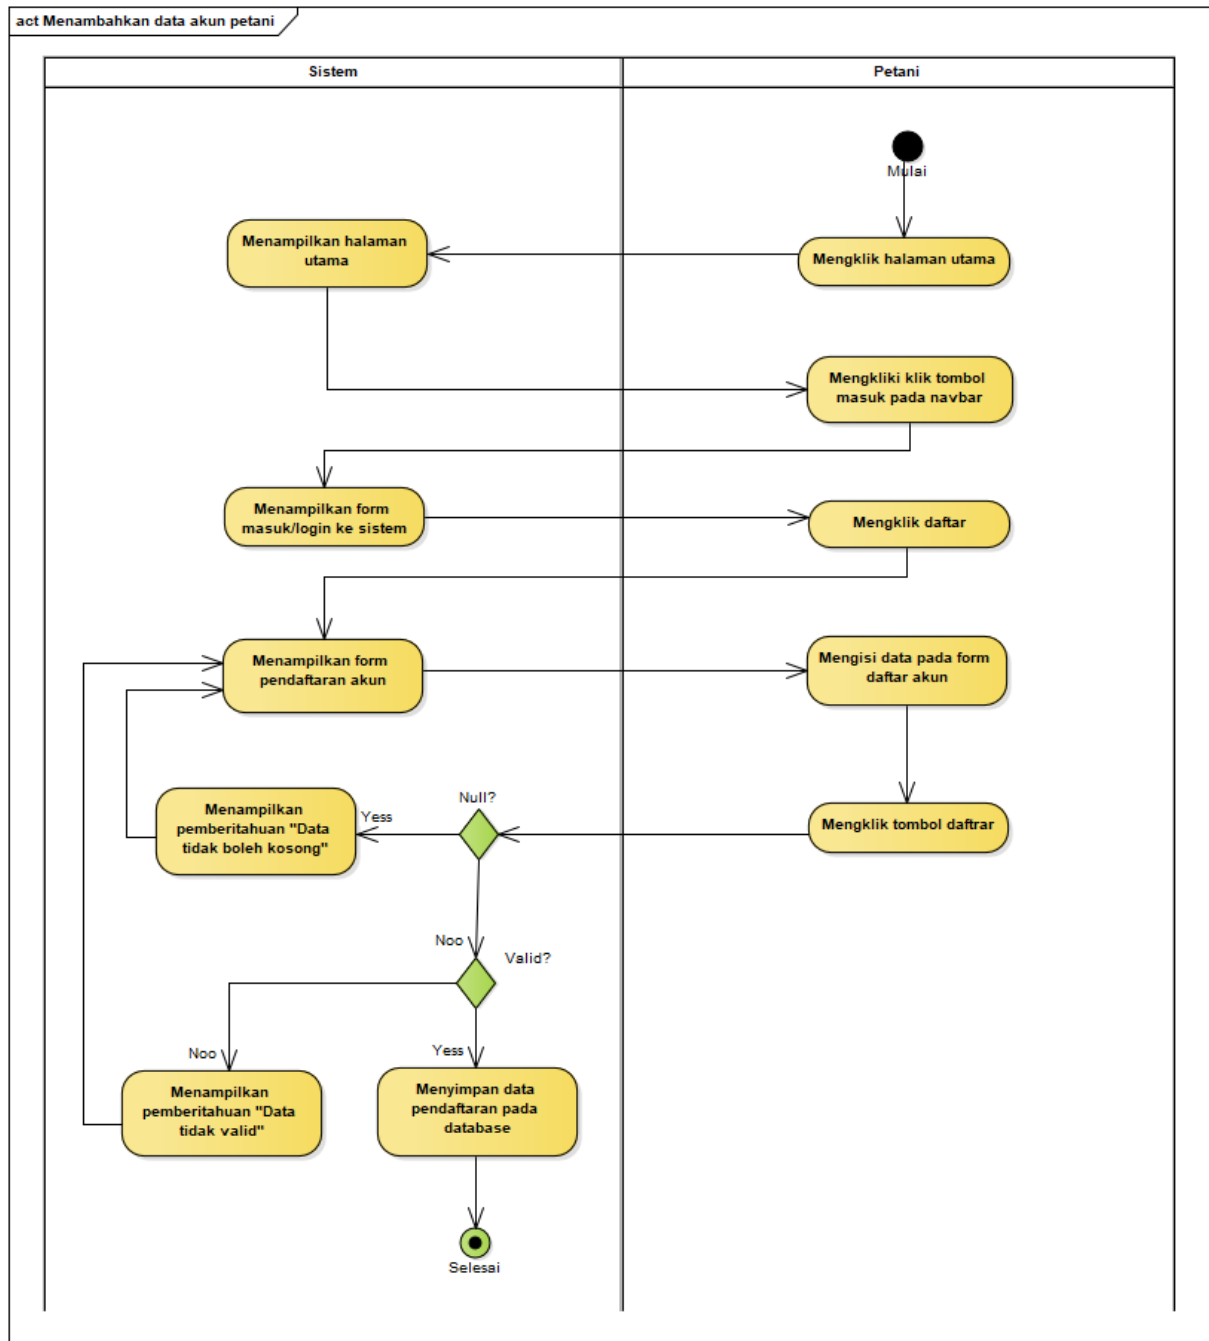 act Menambahkan data akun petani
Sistem
Petani
Mulai
Menampilkan halaman
utama
Mengklik halaman utama
Mengkliki klik tombol
masuk pada navbar
Menampilkan form
masuk/login ke sistem
Mengklik daftar
Menampilkan form
pendaftaran akun
Mengisi data pada form
daftar akun
Menampilkan
pemberitahuan "Data
tidak boleh kosong"
Yess
Null?
Mengklik tombol daftrar
Noo
Valid?
Noo
Yess
Menampilkan
pemberitahuan "Data
tidak valid"
Menyimpan data
pendaftaran pada
database
Selesai